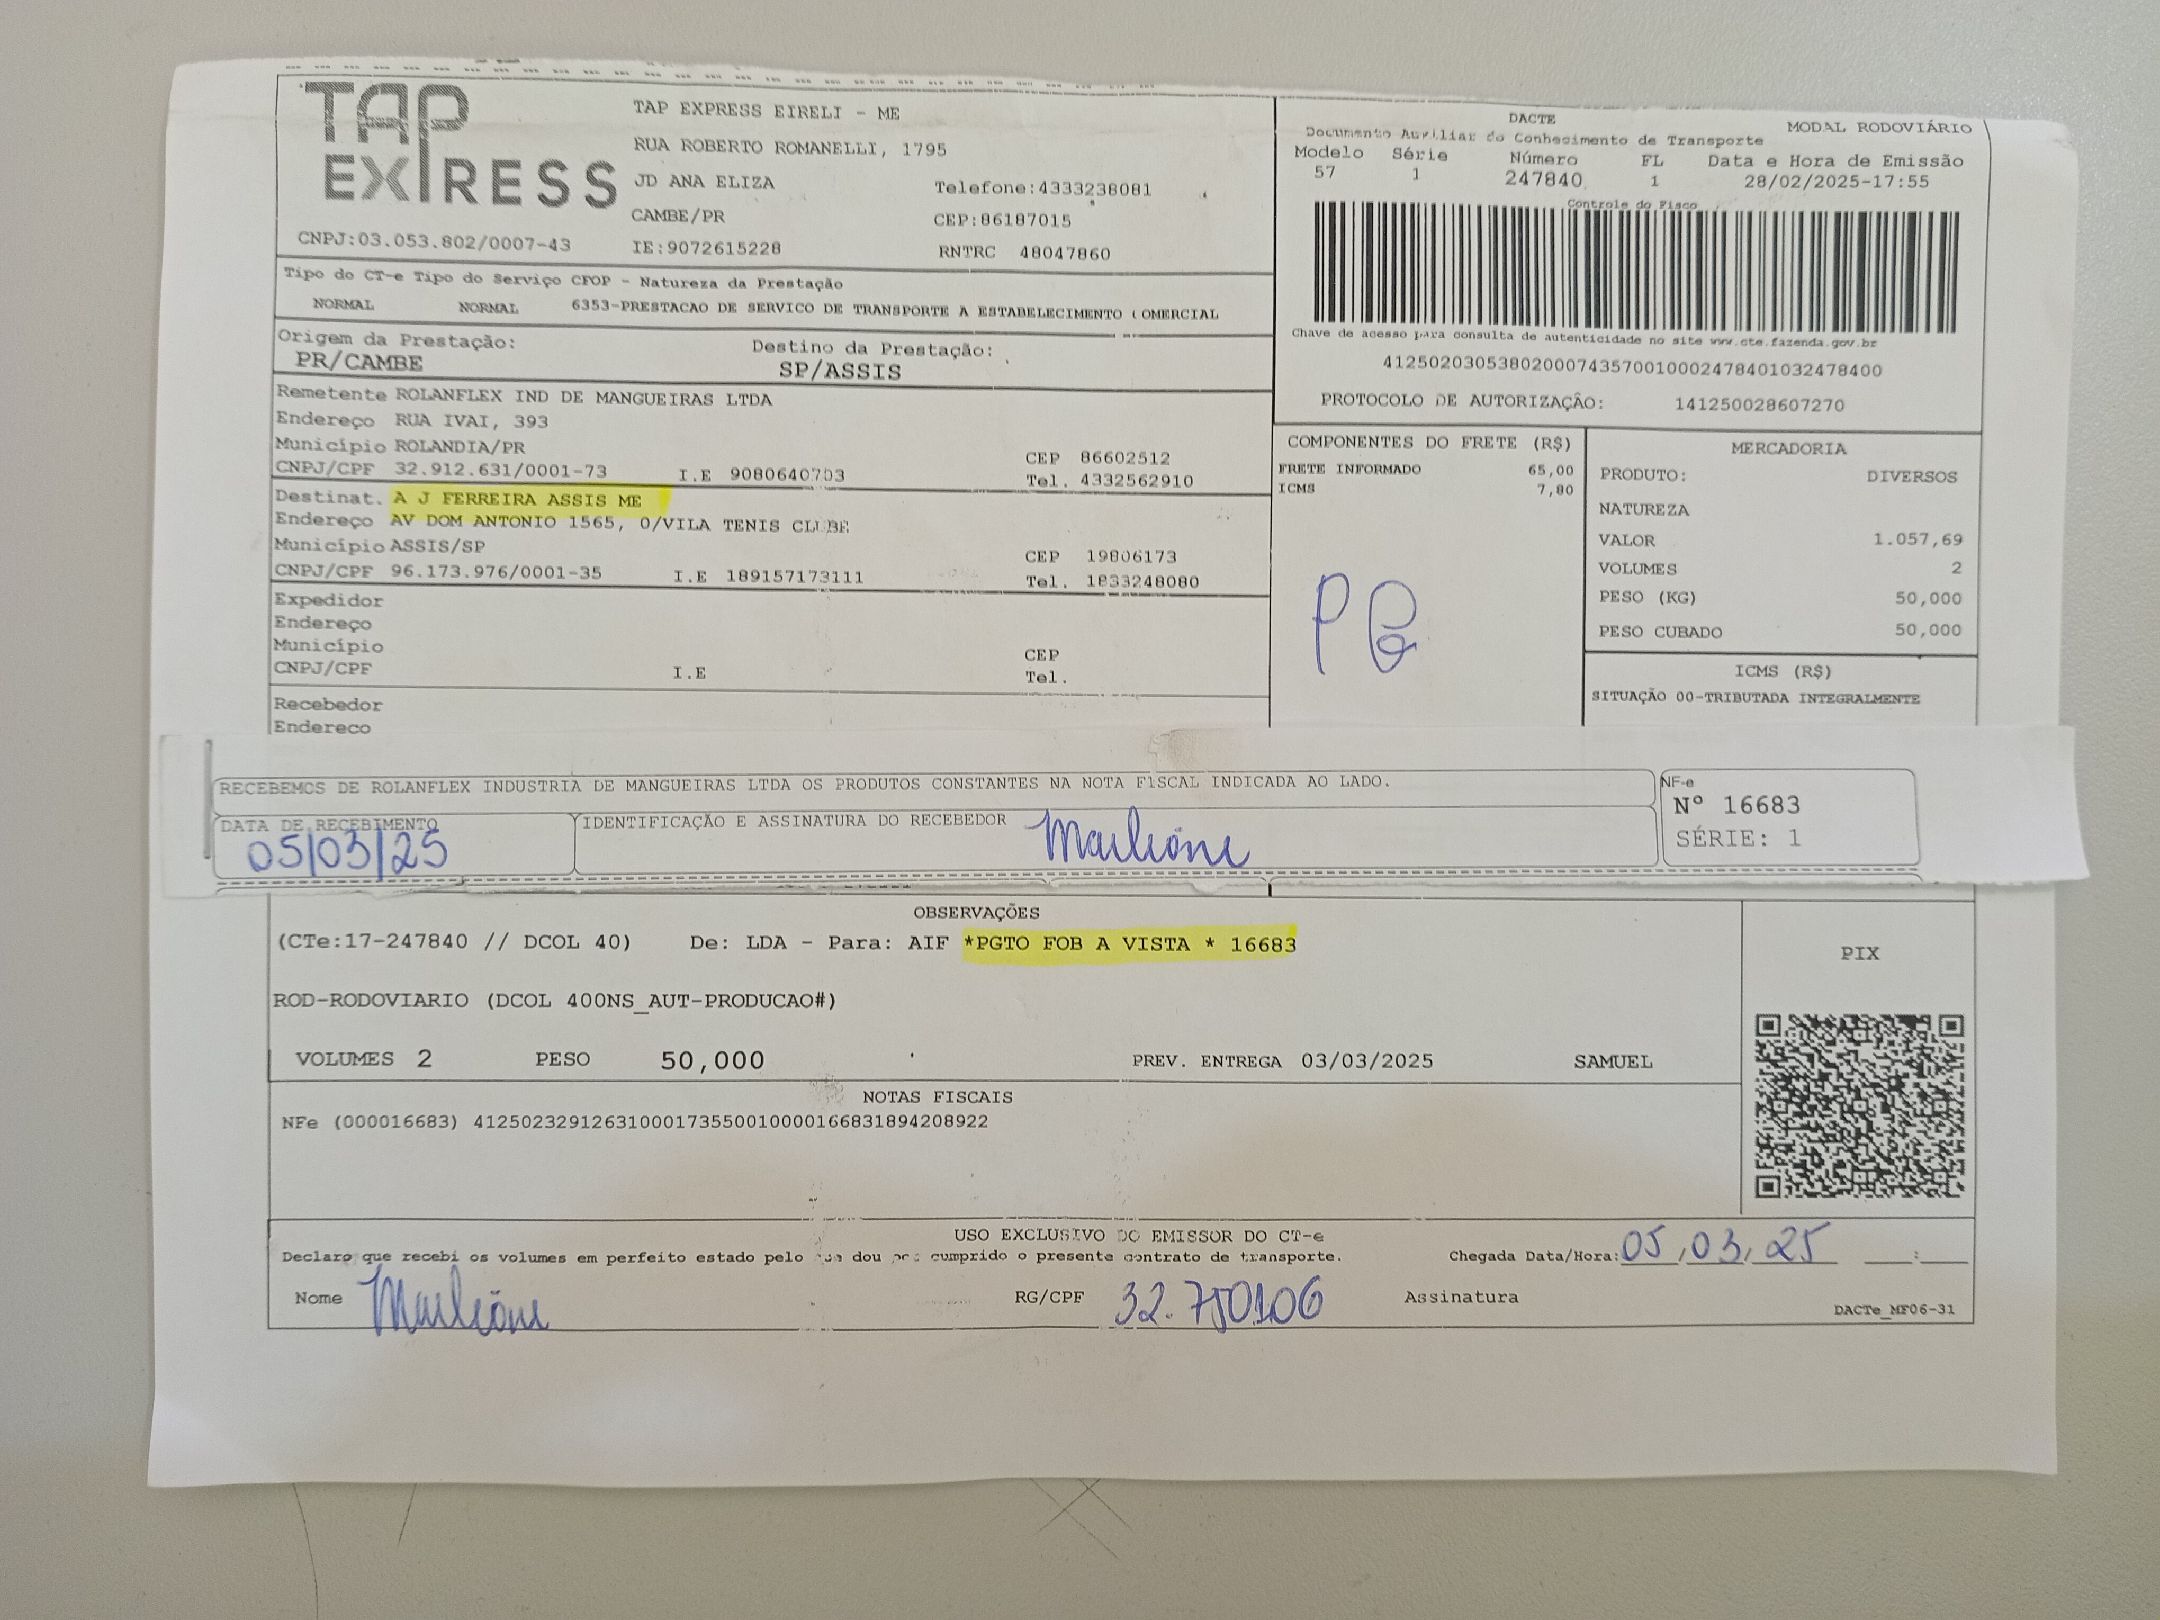 TAP EXPRESS
TAP EXPRESS EIRELI - ME
RUA ROBERTO ROMANELLI, 1795
JD ANA ELIZA Telefone:4333238081
CAMBE/PR CEP:86187015
CNPJ:03.053.802/0007-43 IE:9072615228 RNTRC 48047860
DACTE MODAL RODOVIÁRIO
Documento Auxiliar do Conhecimento de Transporte
Modelo Série Número FL Data e Hora de Emissão
57 1 247840 1 28/02/2025-17:55
Controle do Fisco
Chave de acesso para consulta de autenticidade no site www.cte.fazenda.gov.br
41250203053802000743570010002478401032478400
PROTOCOLO DE AUTORIZAÇÃO: 141250028607270
Tipo do CT-e Tipo do Serviço CFOP - Natureza da Prestação
NORMAL NORMAL 6353-PRESTACAO DE SERVICO DE TRANSPORTE A ESTABELECIMENTO COMERCIAL
Origem da Prestação: Destino da Prestação:
PR/CAMBE SP/ASSIS
Remetente ROLANFLEX IND DE MANGUEIRAS LTDA
Endereço RUA IVAI, 393
Município ROLANDIA/PR CEP 86602512
CNPJ/CPF 32.912.631/0001-73 I.E 9080640703 Tel. 4332562910
Destinat. A J FERREIRA ASSIS ME
Endereço AV DOM ANTONIO 1565, 0/VILA TENIS CLUBE
Município ASSIS/SP CEP 19806173
CNPJ/CPF 96.173.976/0001-35 I.E 189157173111 Tel. 1833248080
Expedidor
Endereço
Município CEP
CNPJ/CPF I.E Tel.
Recebedor
Endereco
COMPONENTES DO FRETE (R$)
FRETE INFORMADO 65,00
ICMS 7,80
PG
MERCADORIA
PRODUTO: DIVERSOS
NATUREZA
VALOR 1.057,69
VOLUMES 2
PESO (KG) 50,000
PESO CUBADO 50,000
ICMS (R$)
SITUAÇÃO 00-TRIBUTADA INTEGRALMENTE
RECEBEMOS DE ROLANFLEX INDUSTRIA DE MANGUEIRAS LTDA OS PRODUTOS CONSTANTES NA NOTA FISCAL INDICADA AO LADO.
DATA DE RECEBIMENTO IDENTIFICAÇÃO E ASSINATURA DO RECEBEDOR
05/03/25
NF-e
Nº 16683
SÉRIE: 1
OBSERVAÇÕES
(CTe:17-247840 // DCOL 40) De: LDA - Para: AIF *PGTO FOB A VISTA * 16683
ROD-RODOVIARIO (DCOL 400NS_AUT-PRODUCAO#)
VOLUMES 2 PESO 50,000 PREV. ENTREGA 03/03/2025 SAMUEL
PIX
NOTAS FISCAIS
NFe (000016683) 41250232912631000173550010000166831894208922
USO EXCLUSIVO DO EMISSOR DO CT-e
Declaro que recebi os volumes em perfeito estado pelo dou cumprido o presente contrato de transporte.
Chegada Data/Hora: 05/03/25 :
Nome RG/CPF Assinatura
DACTe_MF06-31